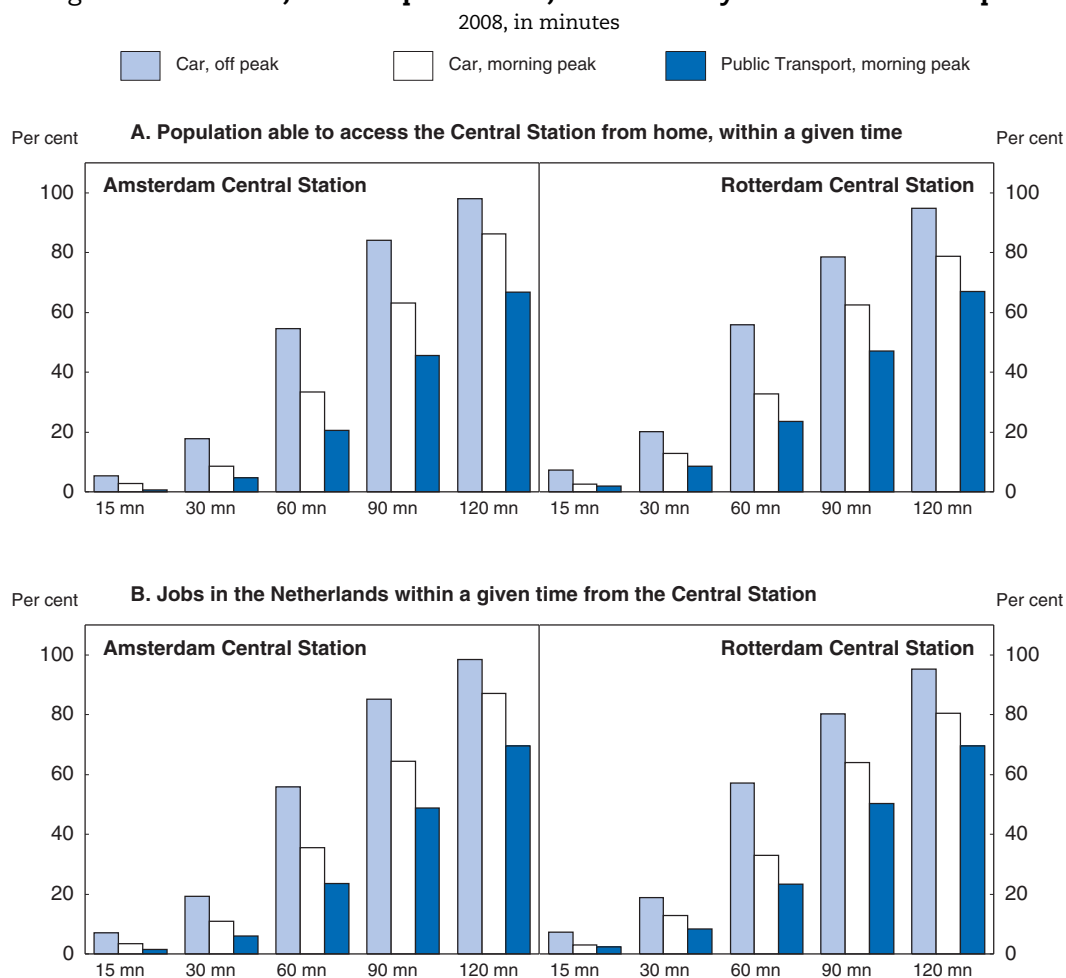 2008, in minutes
Car, off peak Car, morning peak Public Transport, morning peak
Per cent A. Population able to access the Central Station from home, within a given time Per cent
Amsterdam Central Station Rotterdam Central Station
100 100
80 80
60 60
40 40
20 20
0 0
15 mn 30 mn 60 mn 90 mn 120 mn 15 mn 30 mn 60 mn 90 mn 120 mn
Per cent B. Jobs in the Netherlands within a given time from the Central Station Per cent
Amsterdam Central Station Rotterdam Central Station
100 100
80 80
60 60
40 40
20 20
0 0
15 mn 30 mn 60 mn 90 mn 120 mn 15 mn 30 mn 60 mn 90 mn 120 mn